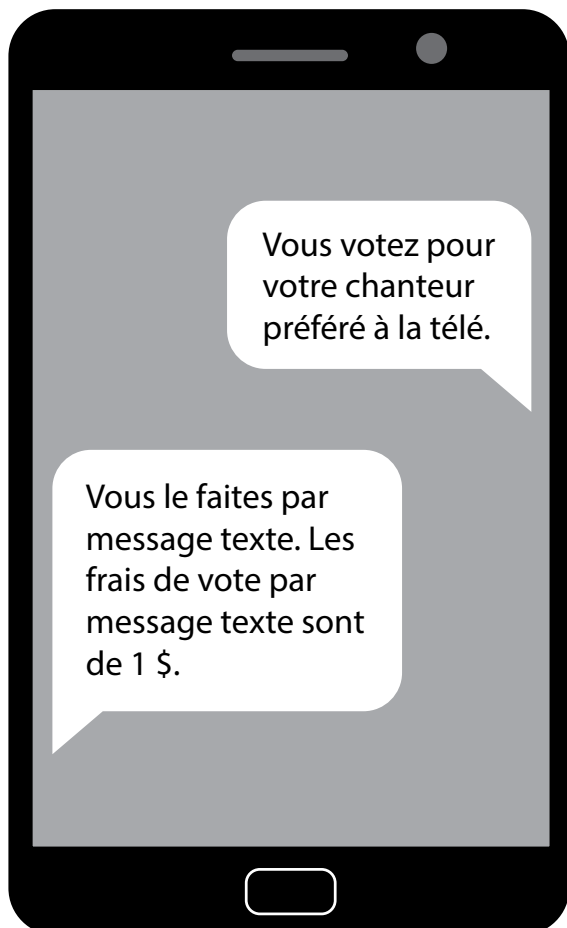 Vous votez pour
votre chanteur
préféré à la télé.
Vous le faites par
message texte. Les
frais de vote par
message texte sont
de 1 $.